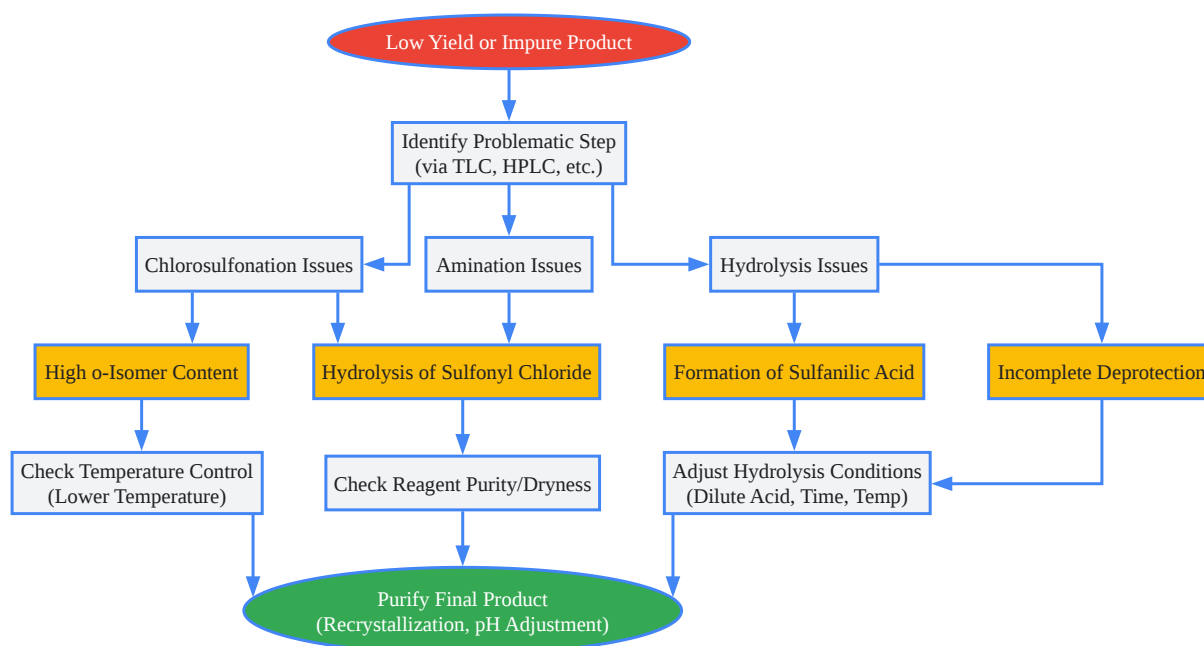 Low Yield or Impure Product
Identify Problematic Step
(via TLC, HPLC, etc.)
Chlorosulfonation Issues
Amination Issues
Hydrolysis Issues
High o-Isomer Content
Hydrolysis of Sulfonyl Chloride
Formation of Sulfanilic Acid
Incomplete Deprotection
Check Temperature Control
(Lower Temperature)
Check Reagent Purity/Dryness
Adjust Hydrolysis Conditions
(Dilute Acid, Time, Temp)
Purify Final Product
(Recrystallization, pH Adjustment)